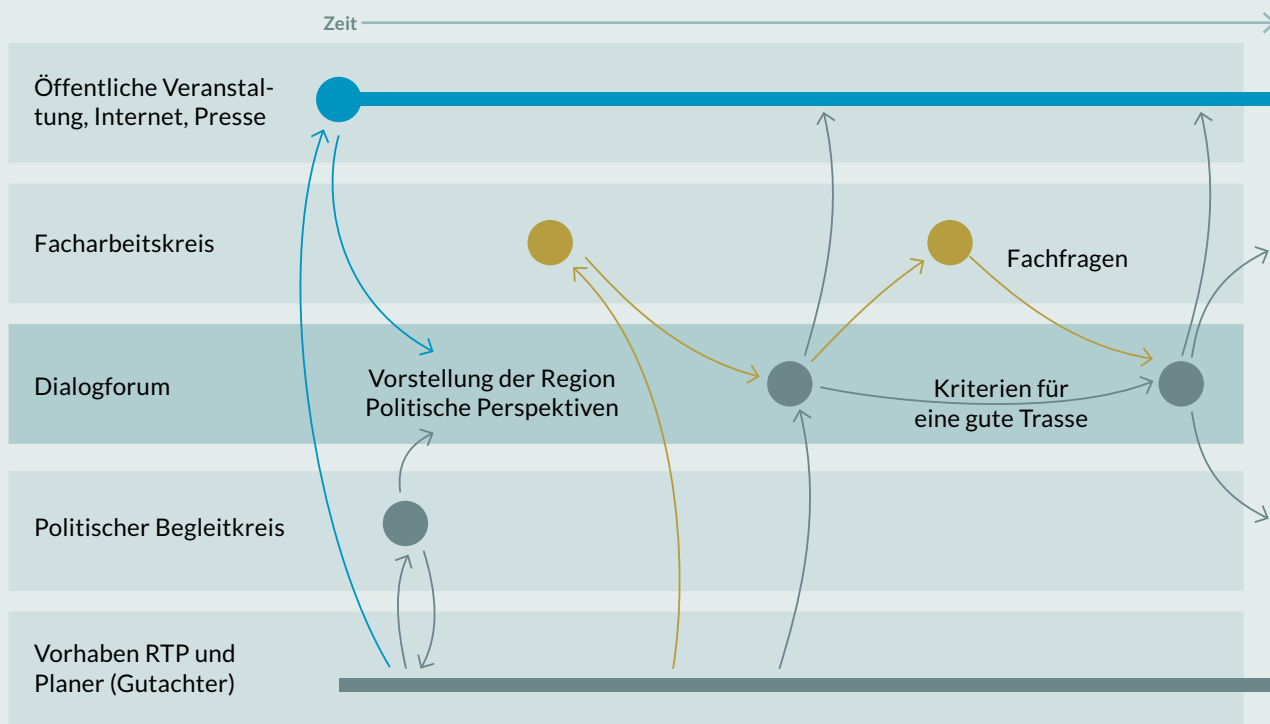 Zeit
Öffentliche Veranstal-
tung, Internet, Presse
Facharbeitskreis
Fachfragen
Dialogforum
Vorstellung der Region
Politische Perspektiven
Kriterien für
eine gute Trasse
Politischer Begleitkreis
Vorhaben RTP und
Planer (Gutachter)